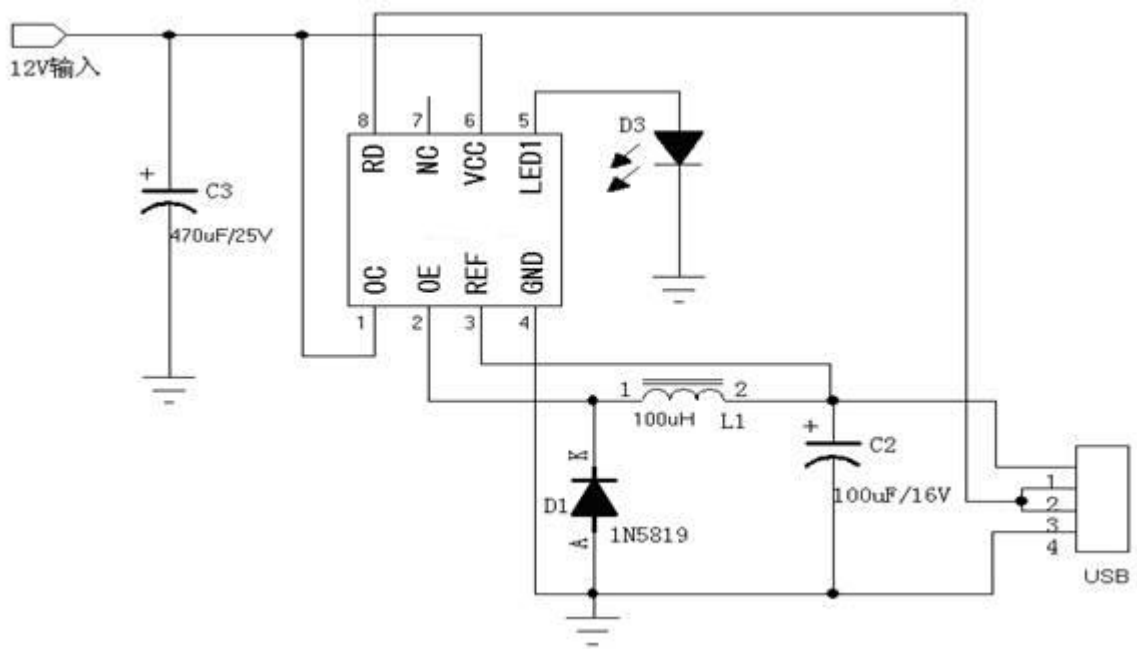 12V输入
8
7
6
5
RD
NC
VCC
LED1
D3
+
C3
470uF/25V
OC
OE
REF
GND
1
2
3
4
1
2
100uH
L1
+
C2
100uF/16V
K
D1
A
1N5819
1
2
3
4
USB